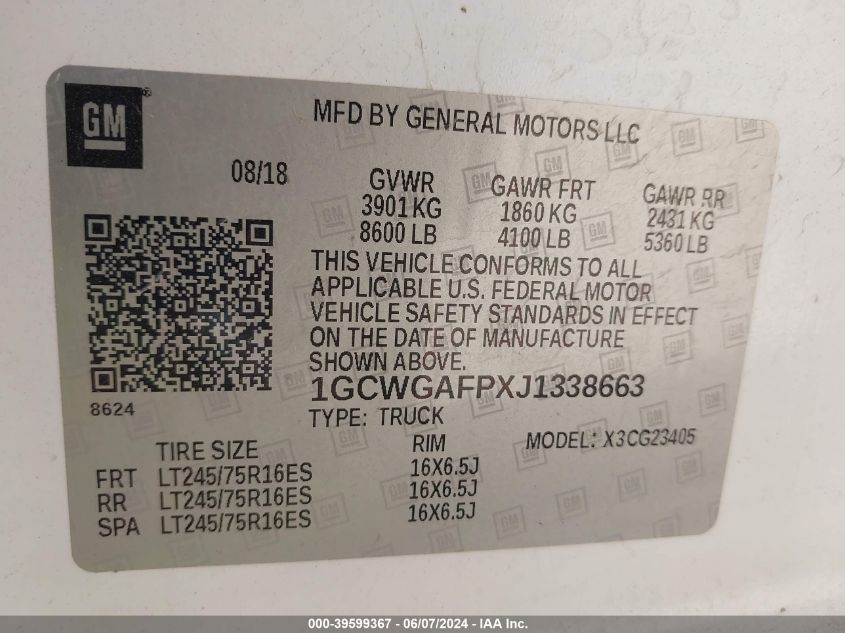 GM®
MFD BY GENERAL MOTORS LLC
08/18
GVWR GAWR FRT GAWR RR
3901 KG 1860 KG 2431 KG
8600 LB 4100 LB 5360 LB
THIS VEHICLE CONFORMS TO ALL
APPLICABLE U.S. FEDERAL MOTOR
VEHICLE SAFETY STANDARDS IN EFFECT
ON THE DATE OF MANUFACTURE
SHOWN ABOVE.
1GCWGAFPXJ1338663
8624
TYPE: TRUCK
MODEL: X3CG23405
TIRE SIZE RIM
FRT LT245/75R16ES 16X6.5J
RR LT245/75R16ES 16X6.5J
SPA LT245/75R16ES 16X6.5J
000-39599367 - 06/07/2024 - IAA Inc.